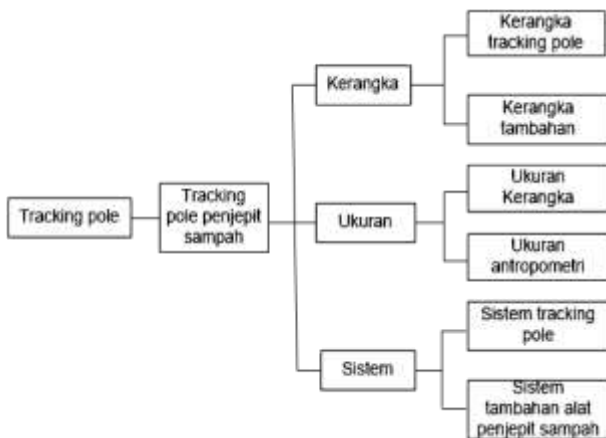 Tracking pole
Tracking
pole penjepit
sampah
Kerangka
Kerangka
tracking pole
Kerangka
tambahan
Ukuran
Ukuran
Kerangka
Ukuran
antropometri
Sistem
Sistem tracking
pole
Sistem
tambahan alat
penjepit sampah